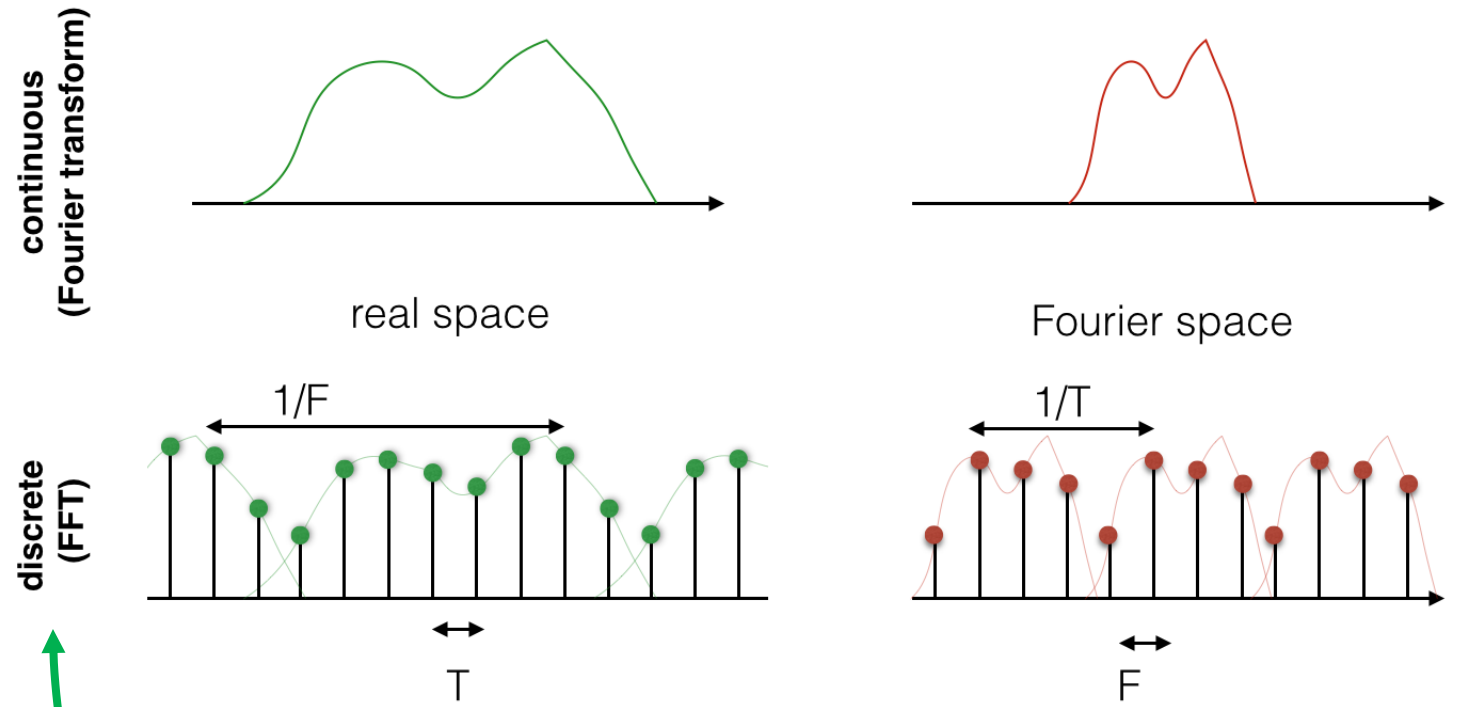 continuous
(Fourier transform)
real space
Fourier space
discrete
(FFT)
1/F
1/T
T
F